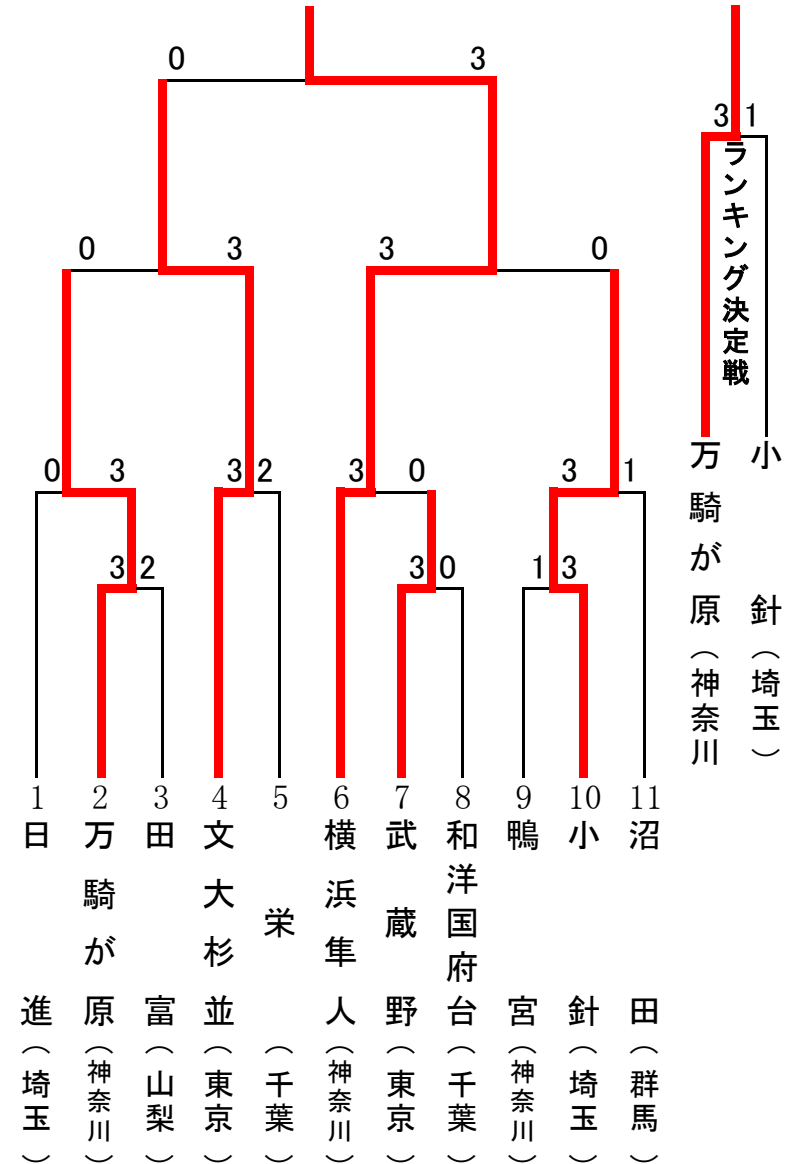 0 3
3 1
ランキング決定戦
0 3 3 0
0 3 3 2 3 0 3 1
3 2 3 0 1 3
万騎が原（神奈川
小針（埼玉）
1 日進（埼玉）
2 万騎が原（神奈川）
3 田富（山梨）
4 文大杉並（東京）
5 栄（千葉）
6 横浜隼人（神奈川）
7 武蔵野（東京）
8 和洋国府台（千葉）
9 鴨宮（神奈川）
10 小針（埼玉）
11 沼田（群馬）